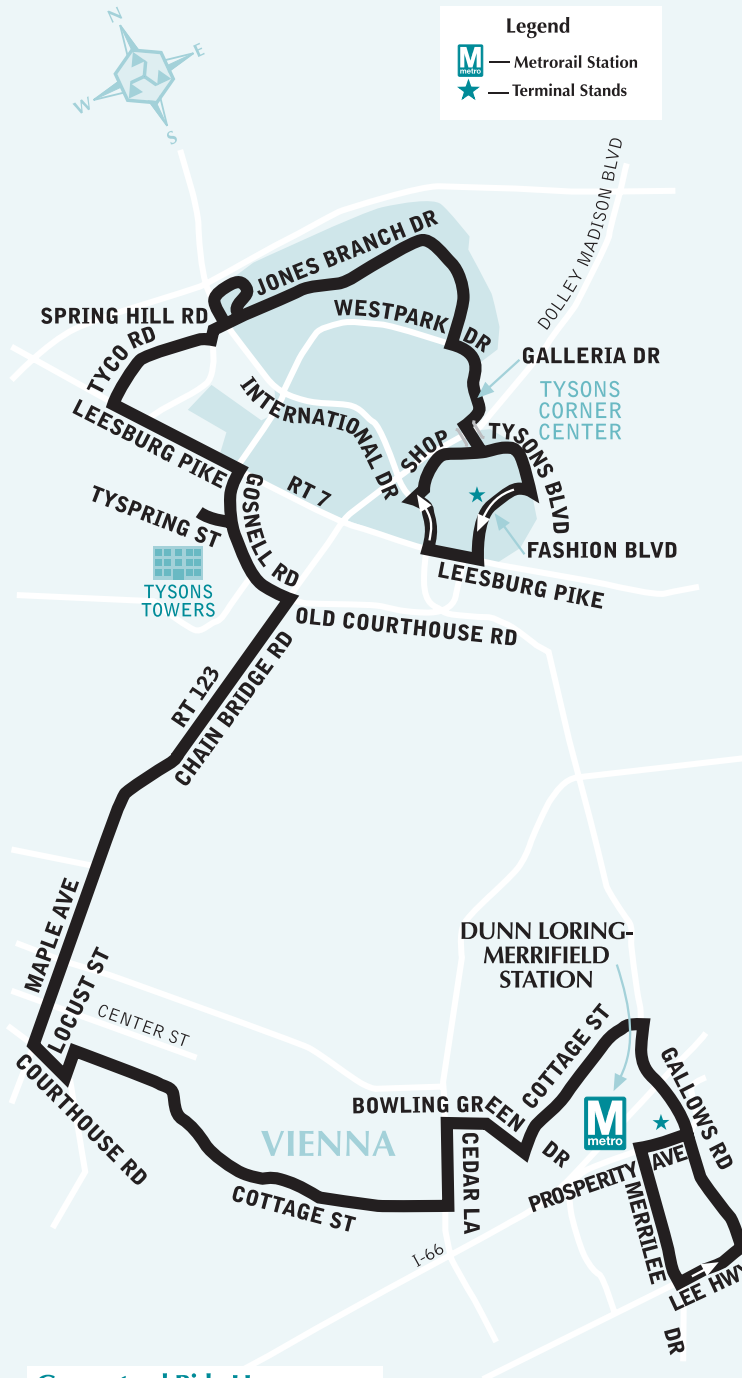 N
E
W
S
Legend
M
metro
— Metrorail Station
— Terminal Stands
DOLLEY MADISON BLVD
JONES BRANCH DR
SPRING HILL RD
WESTPARK DR
TYCO RD
GALLERIA DR
TYSONS
CORNER
CENTER
INTERNATIONAL DR
LEESBURG PIKE
SHOP
TYSONS BLVD
RT 7
GOSNELL RD
TYSPRING ST
FASHION BLVD
TYSONS
TOWERS
LEESBURG PIKE
OLD COURTHOUSE RD
RT 123
CHAIN BRIDGE RD
MAPLE AVE
DUNN LORING-
MERRIFIELD
STATION
LOCUST ST
CENTER ST
COTTAGE ST
COURTHOUSE RD
GALLOWS RD
BOWLING GREEN DR
M
metro
VIENNA
CEDAR LA
PROSPERITY AVE
COTTAGE ST
MERRILEE DR
I-66
LEE HWY